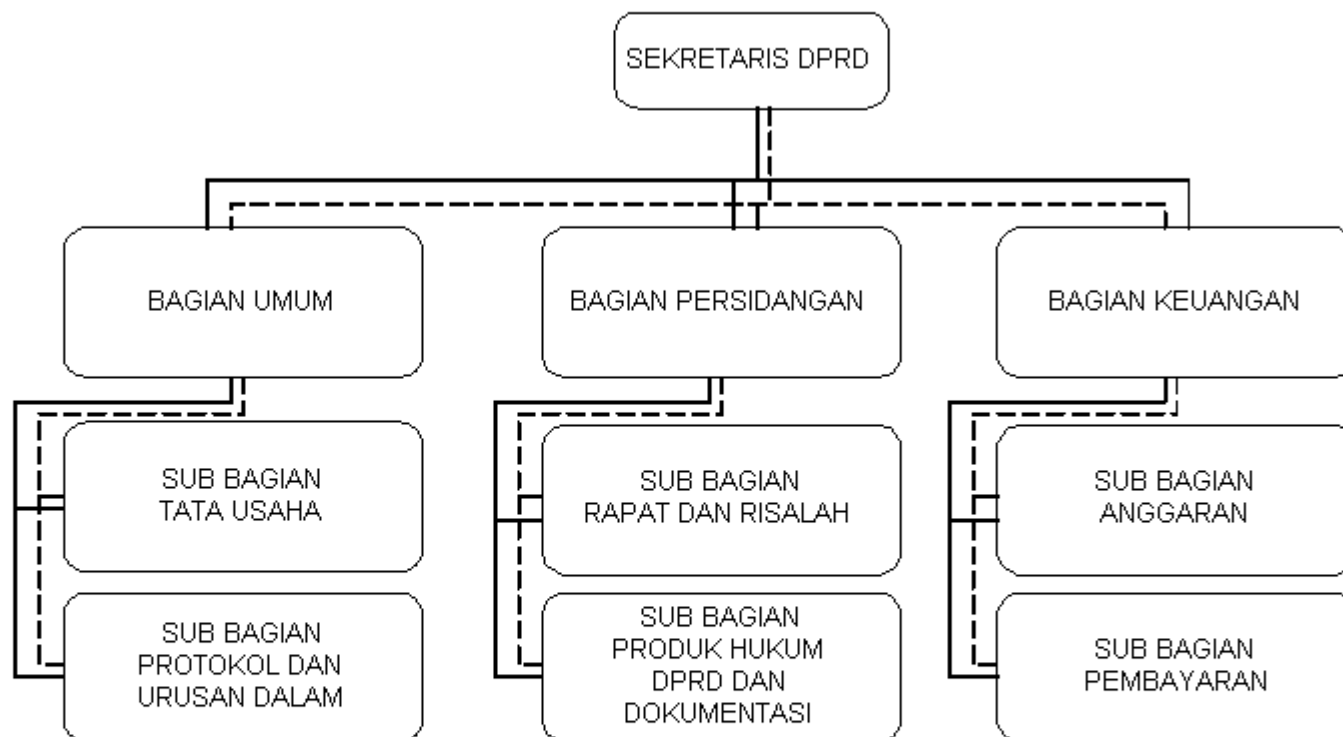 SEKRETARIS DPRD
BAGIAN UMUM
BAGIAN PERSIDANGAN
BAGIAN KEUANGAN
SUB BAGIAN
TATA USAHA
SUB BAGIAN
RAPAT DAN RISALAH
SUB BAGIAN
ANGGARAN
SUB BAGIAN
PROTOKOL DAN
URUSAN DALAM
SUB BAGIAN
PRODUK HUKUM
DPRD DAN
DOKUMENTASI
SUB BAGIAN
PEMBAYARAN